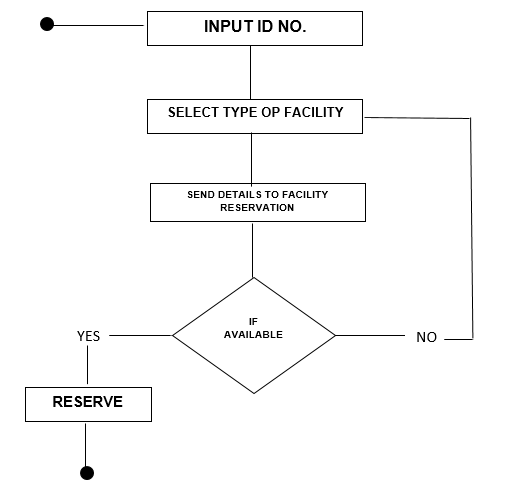 INPUT ID NO.
SELECT TYPE OP FACILITY
SEND DETAILS TO FACILITY
RESERVATION
IF
AVAILABLE
YES
NO
RESERVE